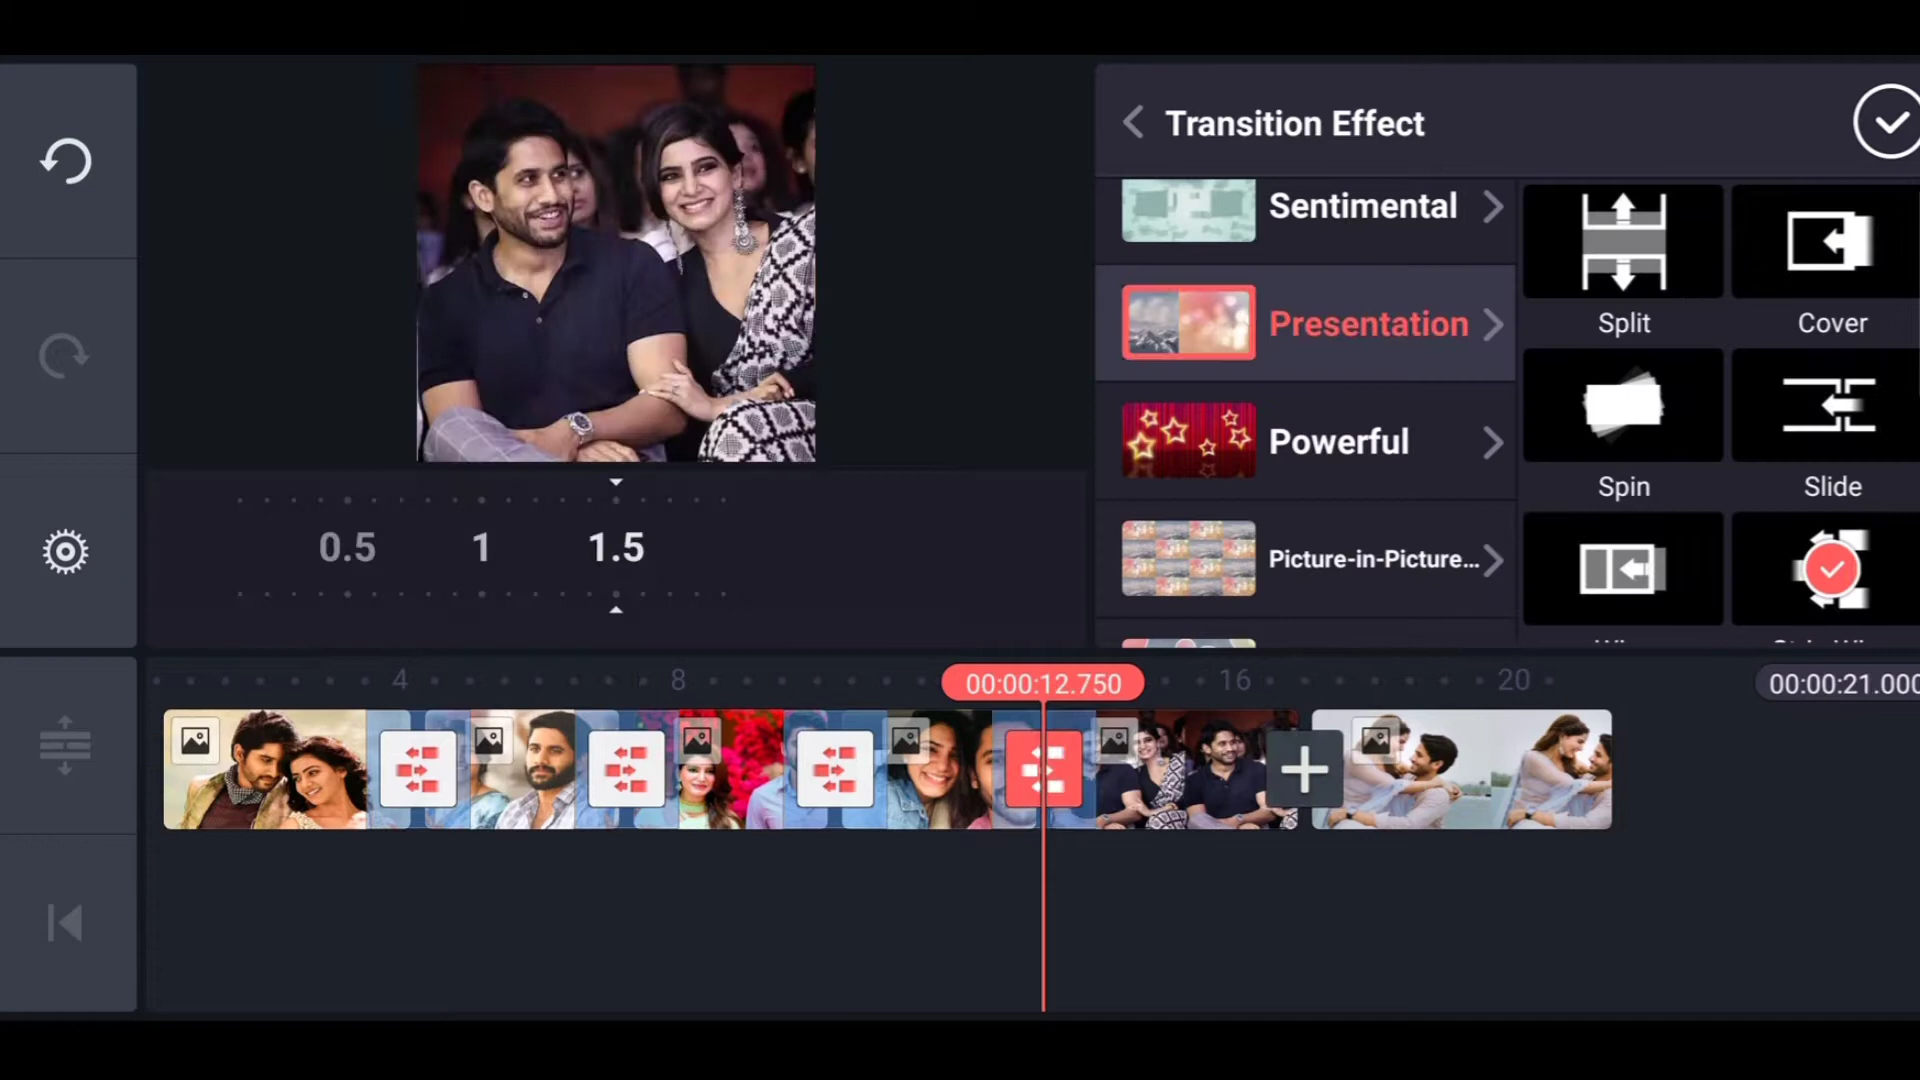 Transition Effect
Sentimental
Presentation
Powerful
Picture-in-Picture...
Split
Cover
Spin
Slide
0.5
1
1.5
4
8
00:00:12.750
16
20
00:00:21.000